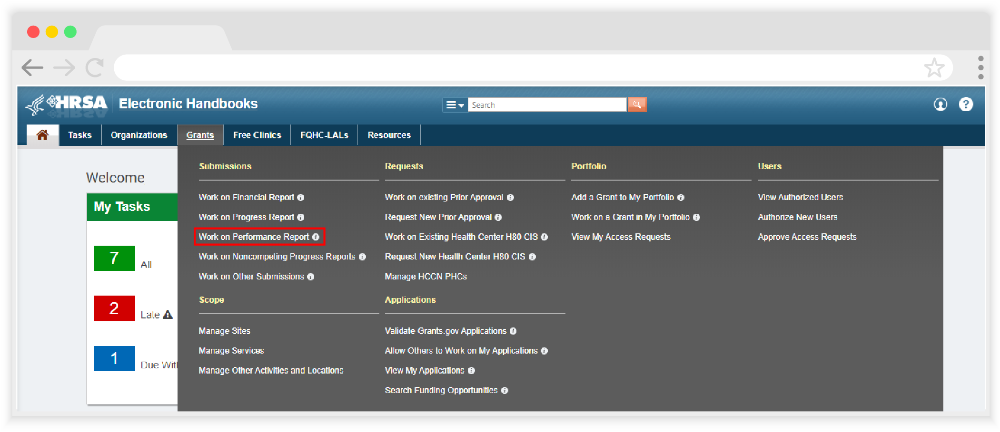 HRSA Electronic Handbooks
Search
Tasks Organizations Grants Free Clinics FQHC-LALs Resources
Welcome
My Tasks
7 All
2 Late
1 Due Wit
Submissions
Work on Financial Report
Work on Progress Report
Work on Performance Report
Work on Noncompeting Progress Reports
Work on Other Submissions
Requests
Work on existing Prior Approval
Request New Prior Approval
Work on Existing Health Center H80 CIS
Request New Health Center H80 CIS
Manage HCCN PHCs
Portfolio
Add a Grant to My Portfolio
Work on a Grant in My Portfolio
View My Access Requests
Users
View Authorized Users
Authorize New Users
Approve Access Requests
Scope
Manage Sites
Manage Services
Manage Other Activities and Locations
Applications
Validate Grants.gov Applications
Allow Others to Work on My Applications
View My Applications
Search Funding Opportunities